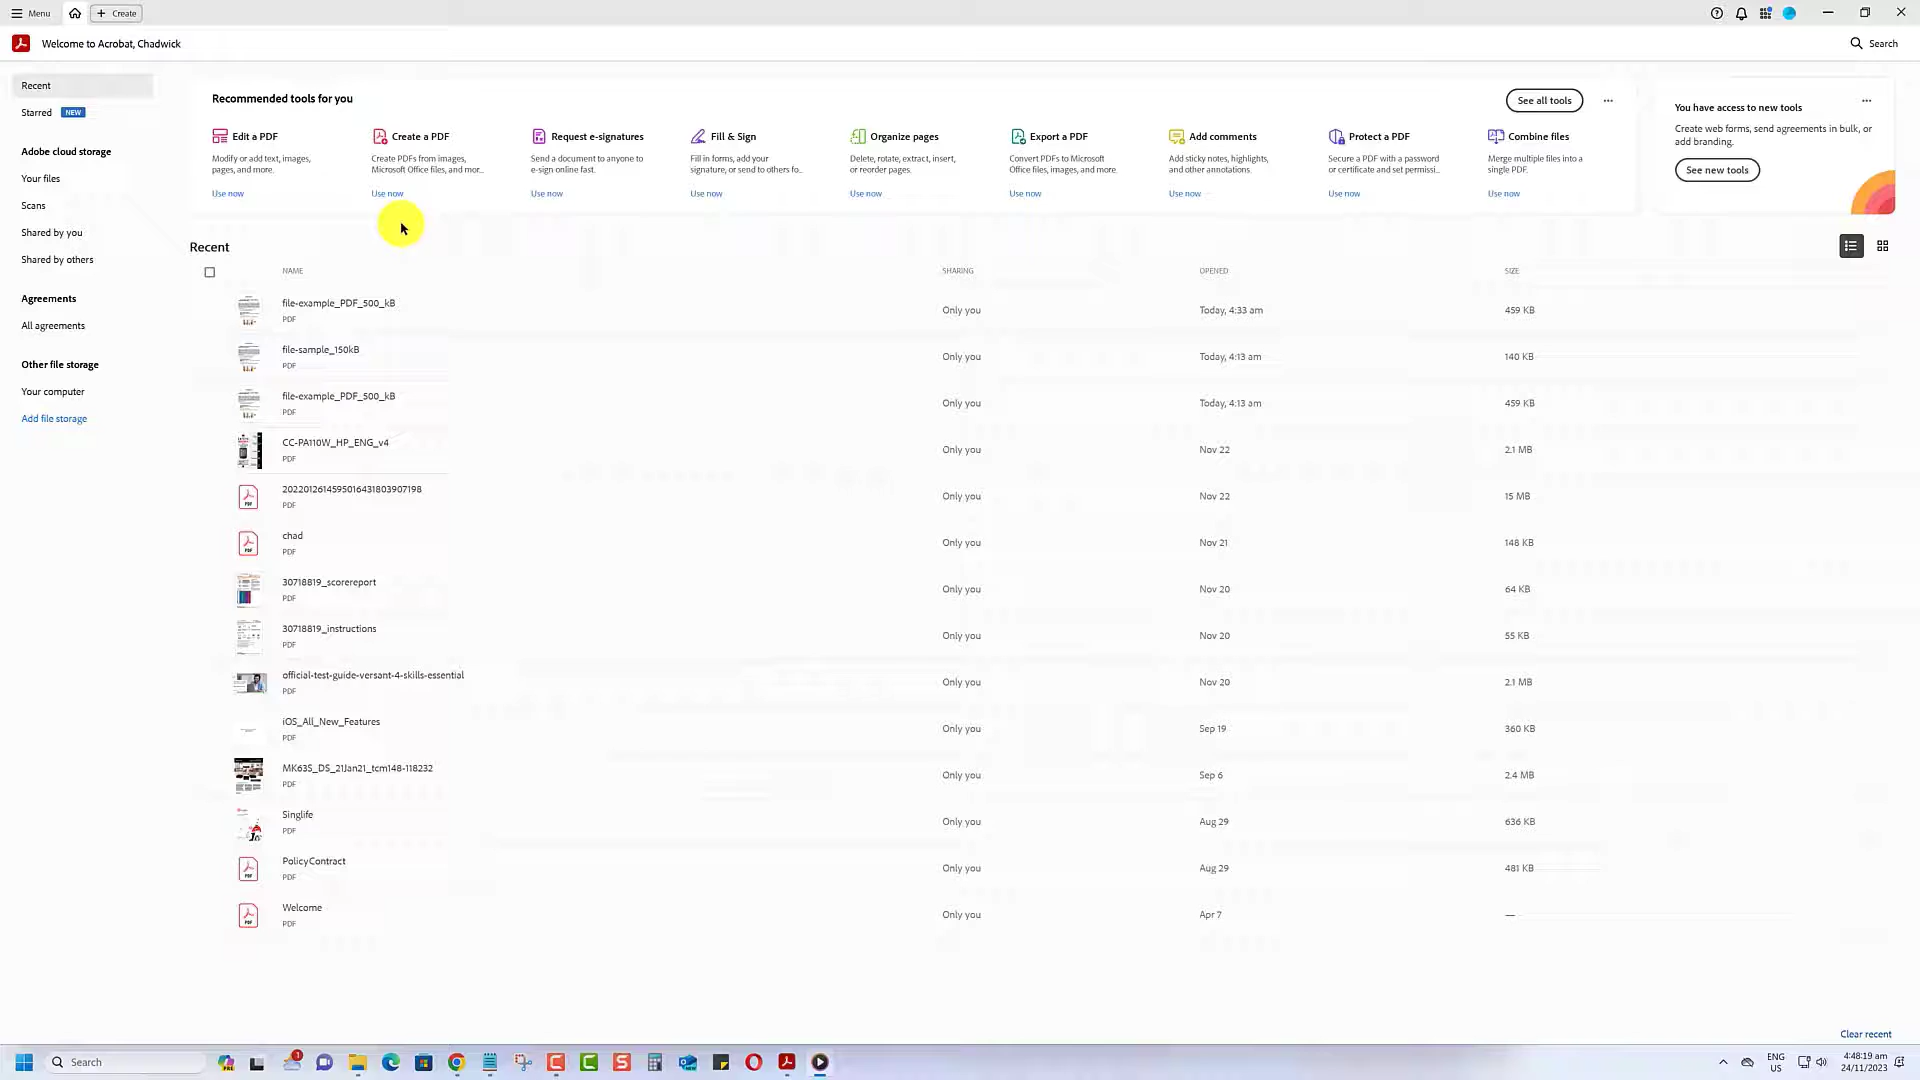 Menu
Create
Welcome to Acrobat, Chadwick
Search
Recent
Starred NEW
Adobe cloud storage
Your files
Scans
Shared by you
Shared by others
Agreements
All agreements
Other file storage
Your computer
Add file storage
Recommended tools for you
See all tools
Edit a PDF
Modify or add text, images,
pages, and more.
Use now
Create a PDF
Create PDFs from images,
Microsoft Office files, and mor...
Use now
Request e-signatures
Send a document to anyone to
e-sign online fast.
Use now
Fill & Sign
Fill in forms, add your
signature, or send to others fo..
Use now
Organize pages
Delete, rotate, extract, insert,
or reorder pages.
Use now
Export a PDF
Convert PDFs to Microsoft
Office files, images, and more.
Use now
Add comments
Add sticky notes, highlights,
and other annotations.
Use now
Protect a PDF
Secure a PDF with a password
or certificate and set permissi...
Use now
Combine files
Merge multiple files into a
single PDF.
Use now
You have access to new tools
Create web forms, send agreements in bulk, or
add branding.
See new tools
Recent
NAME SHARING OPENED SIZE
file-example_PDF_500_kB Only you Today, 4:33 am 459 KB
PDF
file-sample_150kB Only you Today, 4:13 am 140 KB
PDF
file-example_PDF_500_kB Only you Today, 4:13 am 459 KB
PDF
CC-PA110W_HP_ENG_v4 Only you Nov 22 2.1 MB
PDF
2022012614595016431803907198 Only you Nov 22 15 MB
PDF
chad Only you Nov 21 148 KB
PDF
30718819_scorereport Only you Nov 20 64 KB
PDF
30718819_instructions Only you Nov 20 55 KB
PDF
official-test-guide-versant-4-skills-essential Only you Nov 20 2.1 MB
PDF
iOS_All_New_Features Only you Sep 19 360 KB
PDF
MK63S_DS_21Jan21_tcm148-118232 Only you Sep 6 2.4 MB
PDF
Singlife Only you Aug 29 636 KB
PDF
PolicyContract Only you Aug 29 481 KB
PDF
Welcome Only you Apr 7 —
PDF
Clear recent
Search
1
ENG
US
4:48:19 am
24/11/2023